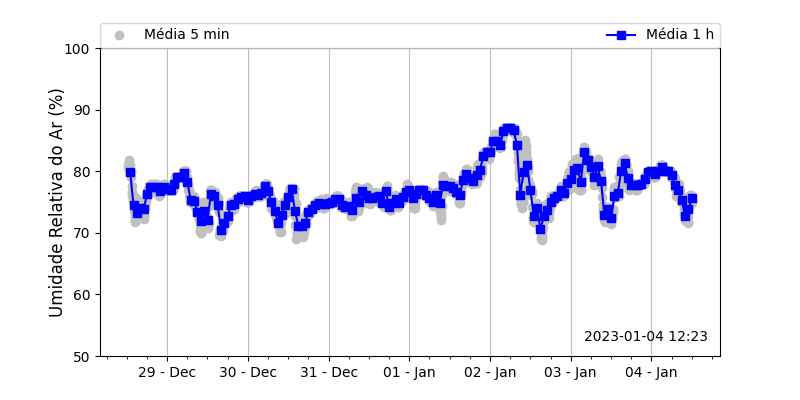 Média 5 min
Média 1 h
Umidade Relativa do Ar (%)
100
90
80
70
60
50
2023-01-04 12:23
29 - Dec
30 - Dec
31 - Dec
01 - Jan
02 - Jan
03 - Jan
04 - Jan